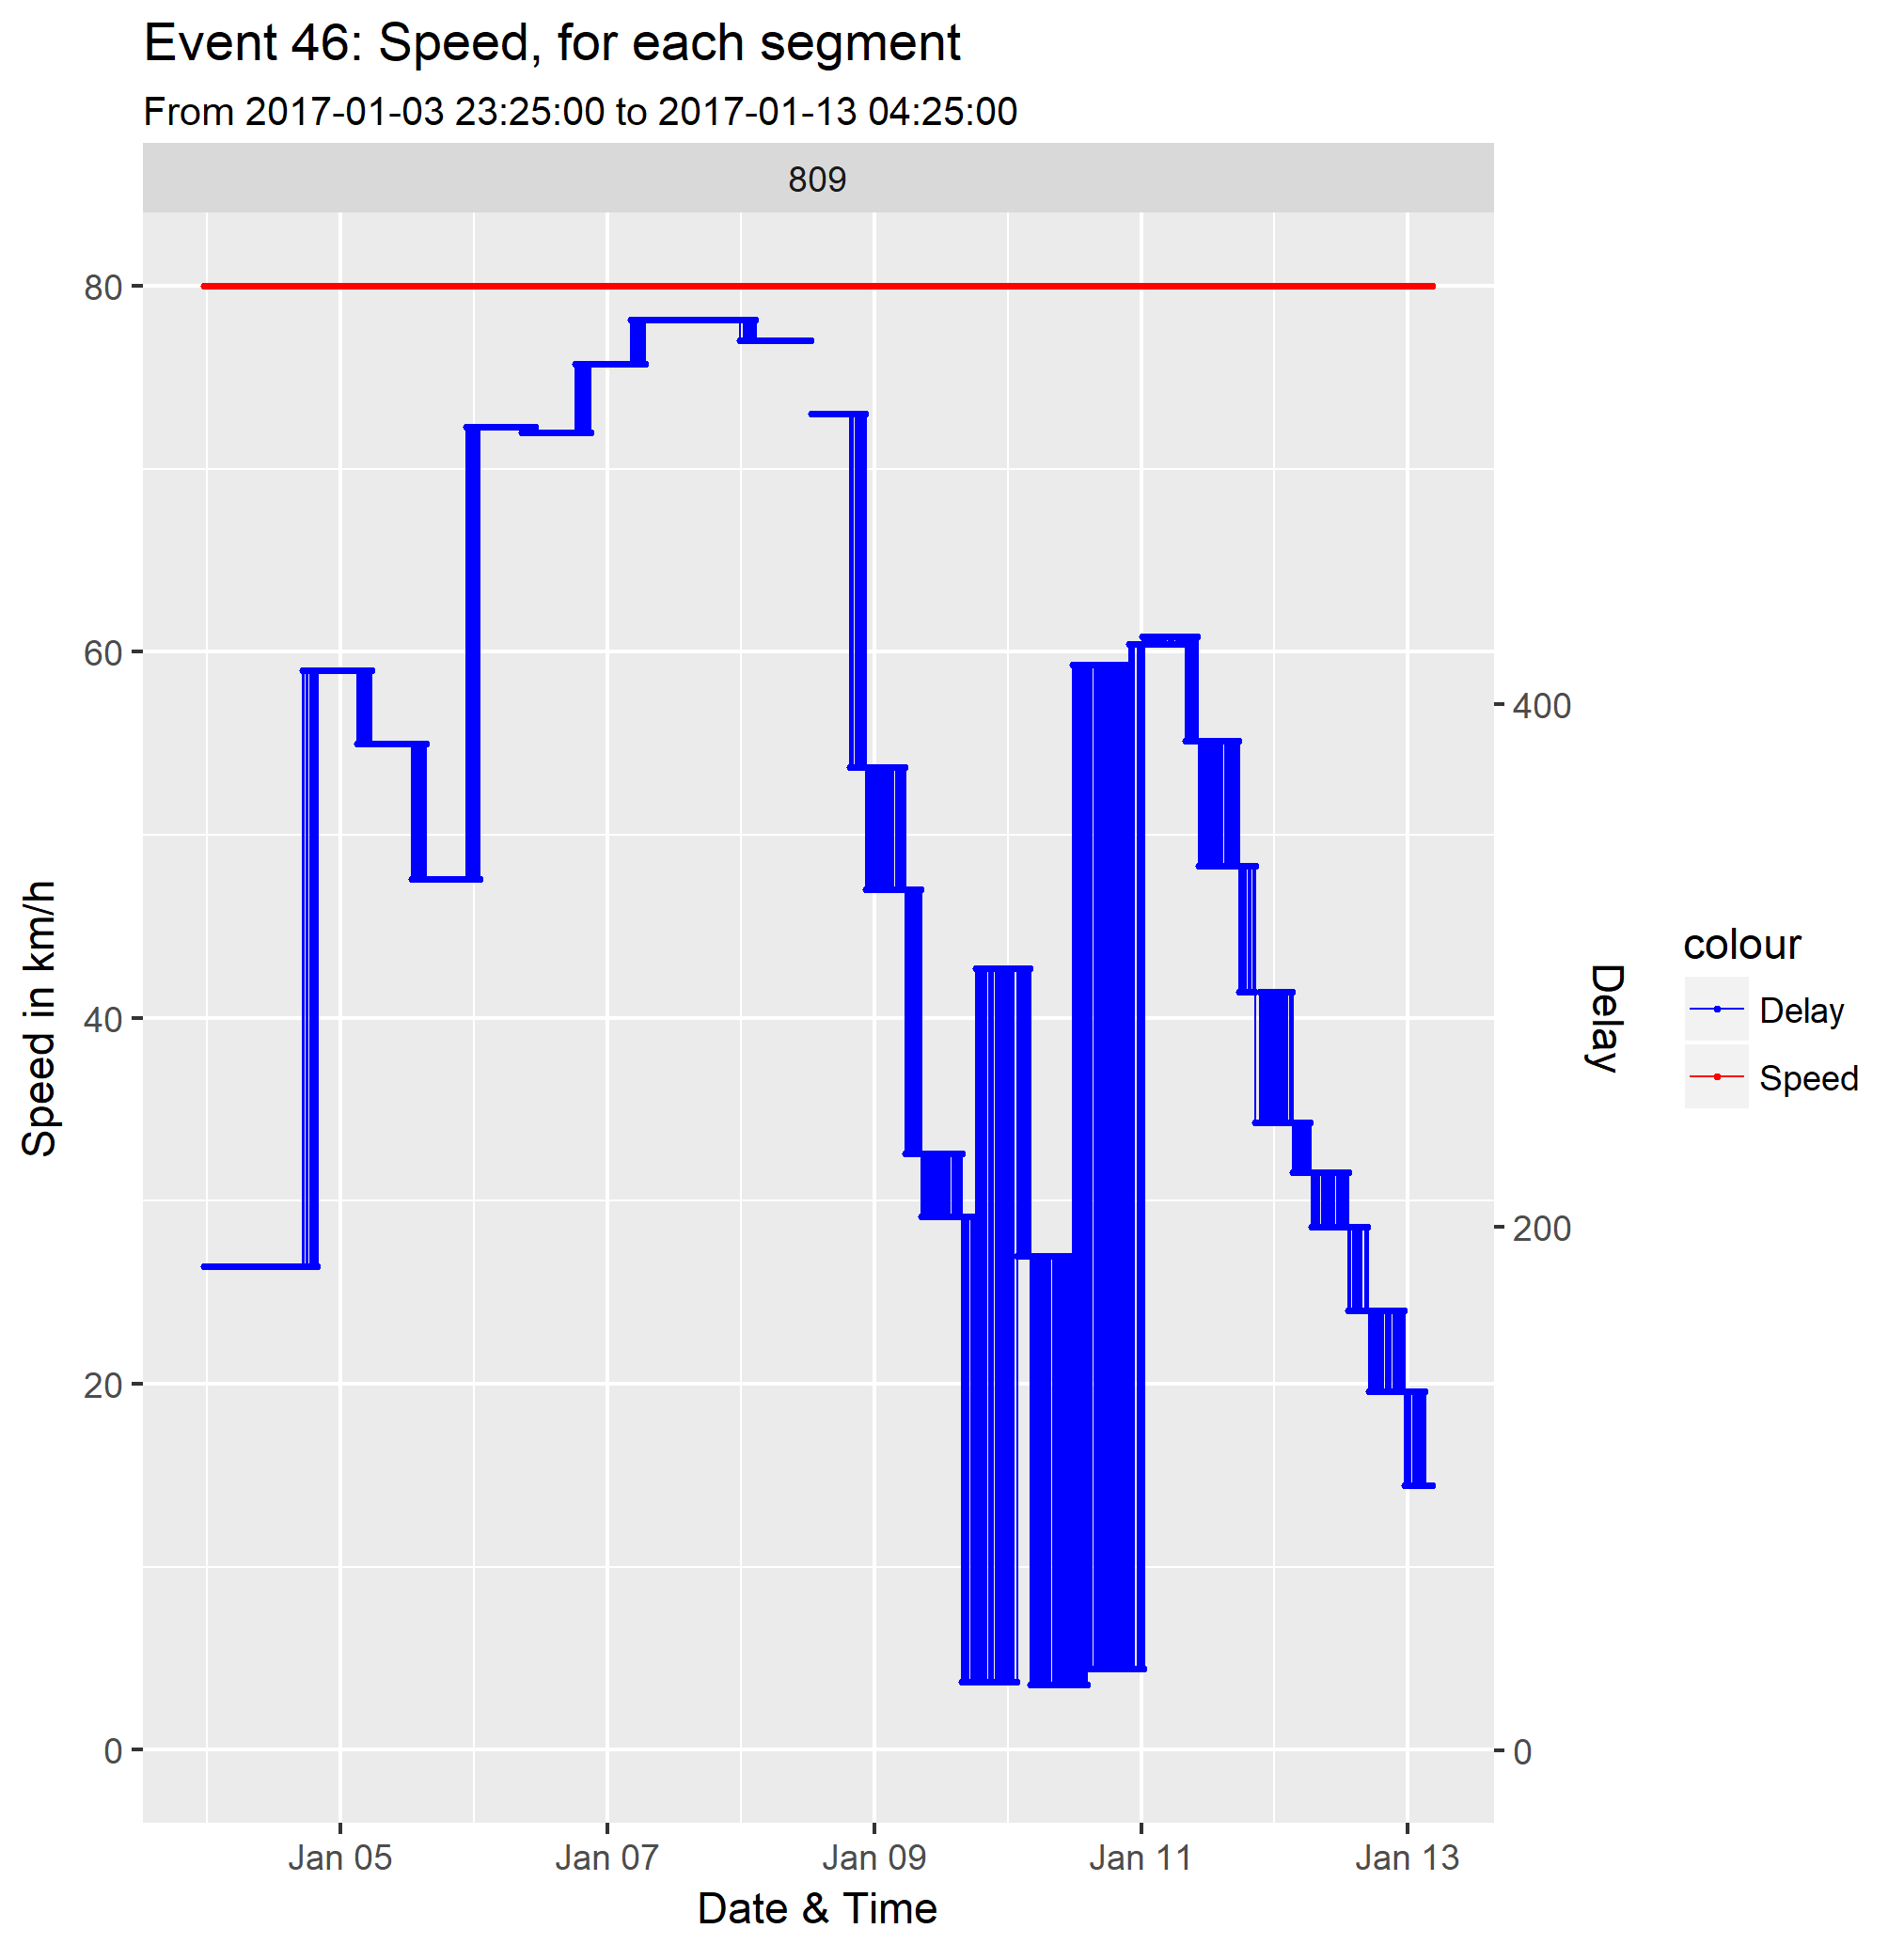 Event 46: Speed, for each segment
From 2017-01-03 23:25:00 to 2017-01-13 04:25:00
809
80
60
40
20
0
Speed in km/h
400
200
0
Delay
Jan 05
Jan 07
Jan 09
Jan 11
Jan 13
Date & Time
colour
Delay
Speed